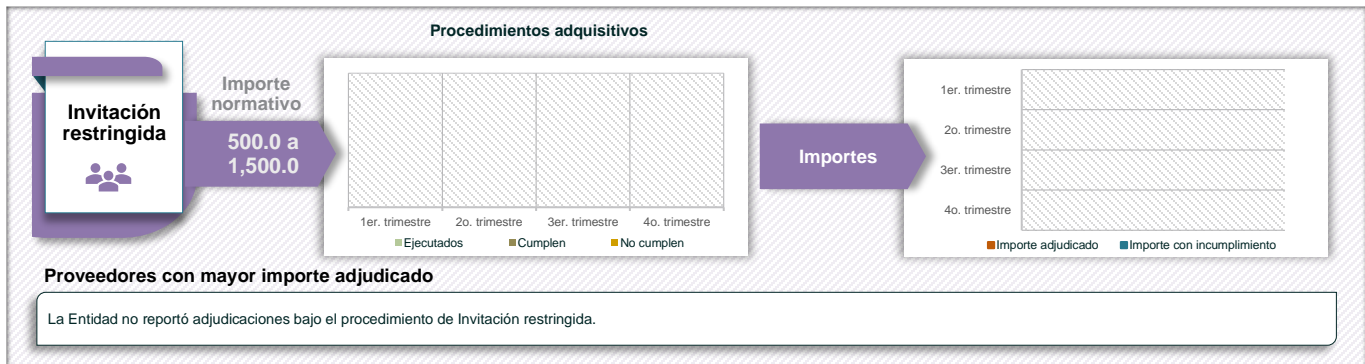 Procedimientos adquisitivos
Invitación
restringida
Importe
normativo
500.0 a
1,500.0
1er. trimestre 2o. trimestre 3er. trimestre 4o. trimestre
Ejecutados Cumplen No cumplen
Importes
1er. trimestre
2o. trimestre
3er. trimestre
4o. trimestre
Importe adjudicado Importe con incumplimiento
Proveedores con mayor importe adjudicado
La Entidad no reportó adjudicaciones bajo el procedimiento de Invitación restringida.